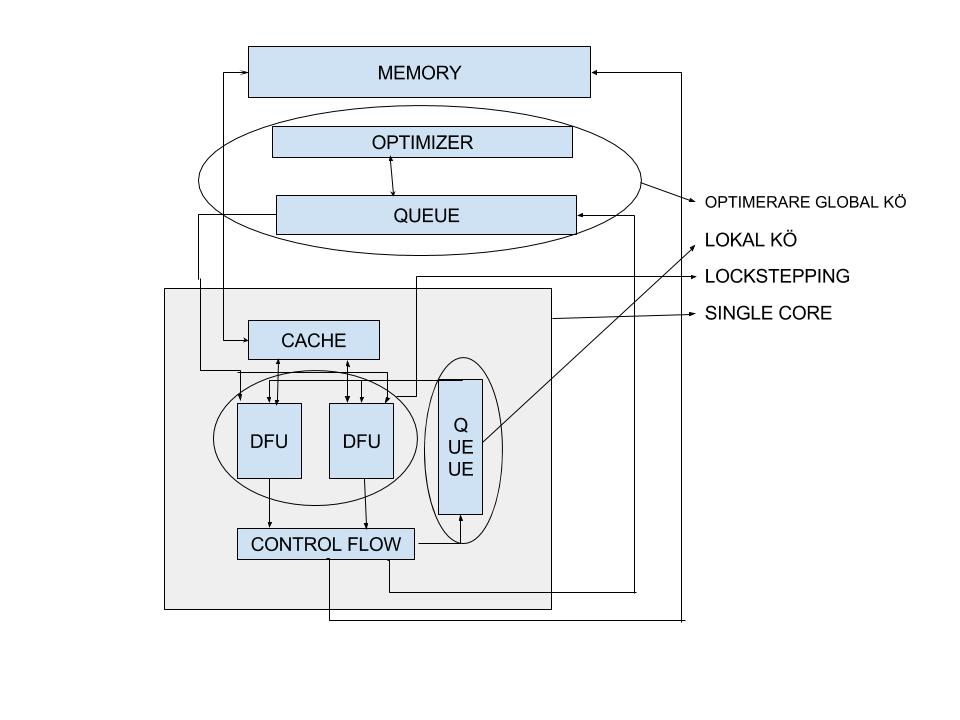 MEMORY
OPTIMIZER
QUEUE
OPTIMERARE GLOBAL KÖ
LOKAL KÖ
LOCKSTEPPING
SINGLE CORE
CACHE
DFU
DFU
Q
UE
UE
CONTROL FLOW